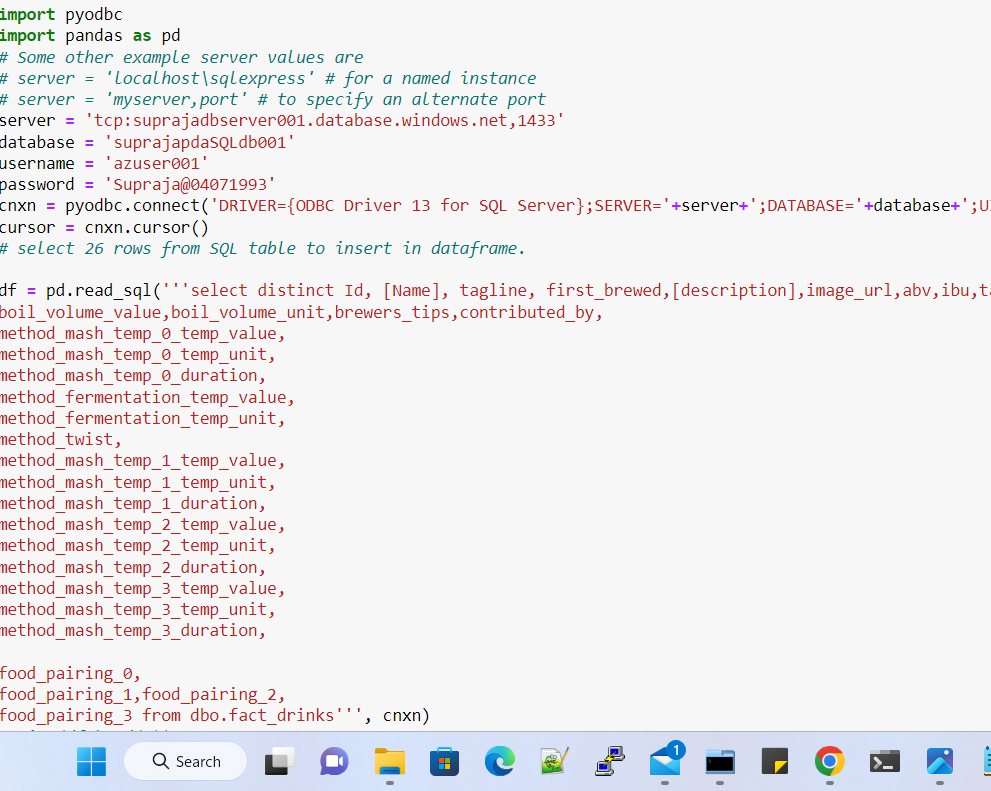 import pyodbc
import pandas as pd
# Some other example server values are
# server = 'localhost\sqlexpress' # for a named instance
# server = 'myserver,port' # to specify an alternate port
server = 'tcp:suprajadbserver001.database.windows.net,1433'
database = 'suprajapdaSQLdb001'
username = 'azuser001'
password = 'Supraja@04071993'
cnxn = pyodbc.connect('DRIVER={ODBC Driver 13 for SQL Server};SERVER='+server+';DATABASE='+database+';
cursor = cnxn.cursor()
# select 26 rows from SQL table to insert in dataframe.
df = pd.read_sql('''select distinct Id, [Name], tagline, first_brewed,[description],image_url,abv,ibu,
boil_volume_value,boil_volume_unit,brewers_tips,contributed_by,
method_mash_temp_0_temp_value,
method_mash_temp_0_temp_unit,
method_mash_temp_0_duration,
method_fermentation_temp_value,
method_fermentation_temp_unit,
method_twist,
method_mash_temp_1_temp_value,
method_mash_temp_1_temp_unit,
method_mash_temp_1_duration,
method_mash_temp_2_temp_value,
method_mash_temp_2_temp_unit,
method_mash_temp_2_duration,
method_mash_temp_3_temp_value,
method_mash_temp_3_temp_unit,
method_mash_temp_3_duration,
food_pairing_0,
food_pairing_1,food_pairing_2,
food_pairing_3 from dbo.fact_drinks''', cnxn)
Search
1